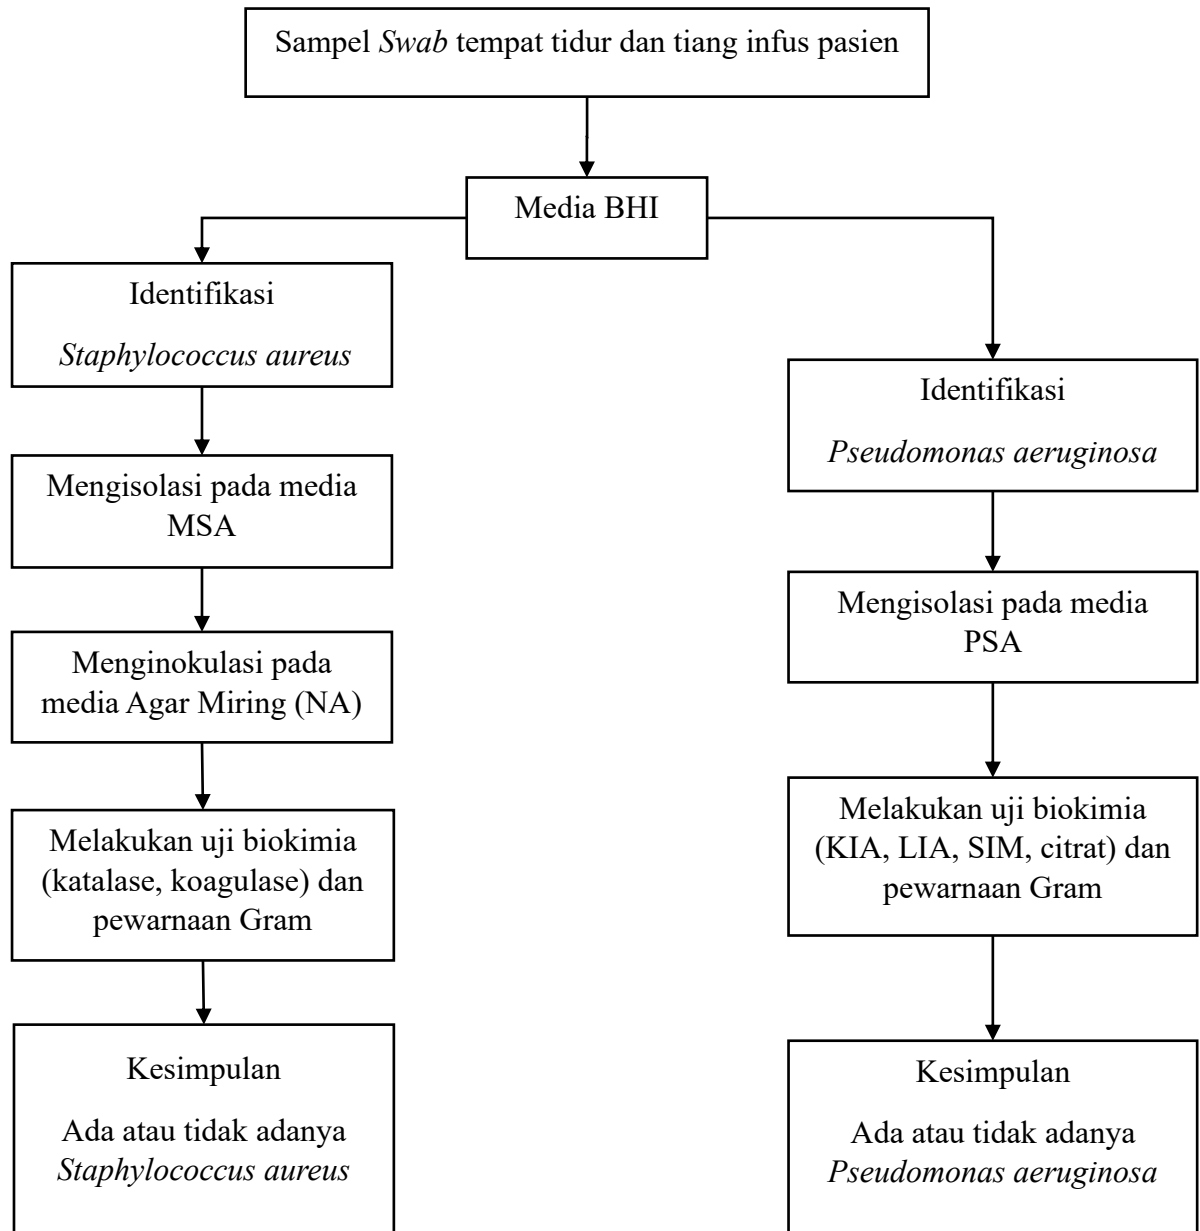 Sampel Swab tempat tidur dan tiang infus pasien
Media BHI
Identifikasi
Staphylococcus aureus
Mengisolasi pada media
MSA
Menginokulasi pada
media Agar Miring (NA)
Melakukan uji biokimia
(katalase, koagulase) dan
pewarnaan Gram
Kesimpulan
Ada atau tidak adanya
Staphylococcus aureus
Identifikasi
Pseudomonas aeruginosa
Mengisolasi pada media
PSA
Melakukan uji biokimia
(KIA, LIA, SIM, citrat) dan
pewarnaan Gram
Kesimpulan
Ada atau tidak adanya
Pseudomonas aeruginosa